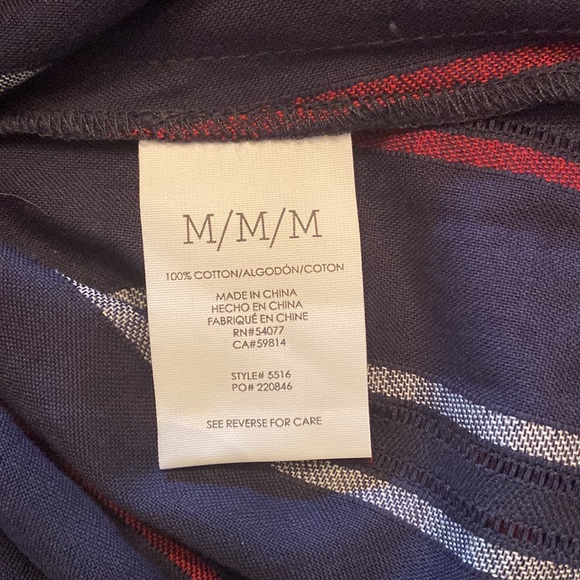 M/M/M
100% COTTON/ALGODÓN/COTON
MADE IN CHINA
HECHO EN CHINA
FABRIQUÉ EN CHINE
RN#54077
CA#59814
STYLE# 5516
PO# 220846
SEE REVERSE FOR CARE